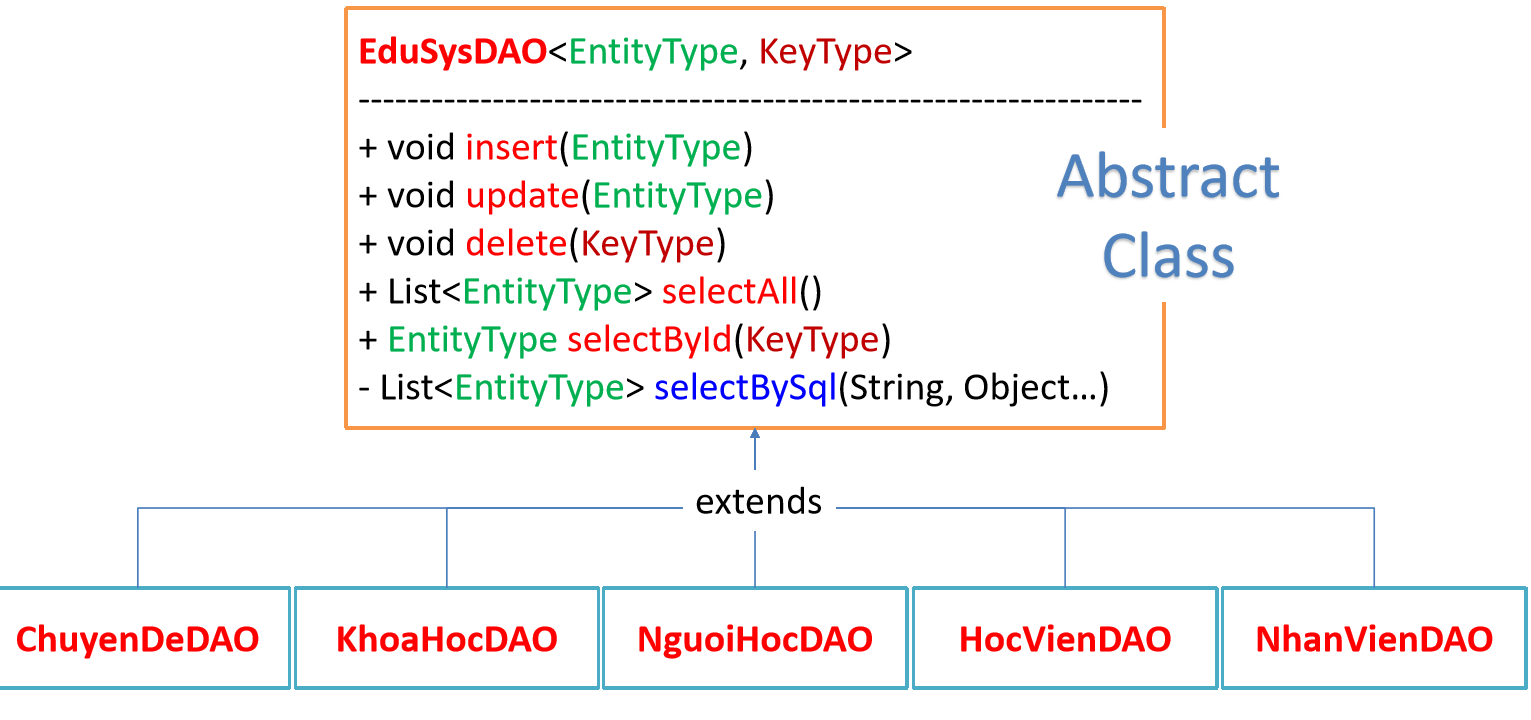 EduSysDAO<EntityType, KeyType>
----------------------------------------------------------------
+ void insert(EntityType)
+ void update(EntityType)
+ void delete(KeyType)
+ List<EntityType> selectAll()
+ EntityType selectById(KeyType)
- List<EntityType> selectBySql(String, Object…)
Abstract
Class
extends
ChuyenDeDAO
KhoaHocDAO
NguoiHocDAO
HocVienDAO
NhanVienDAO